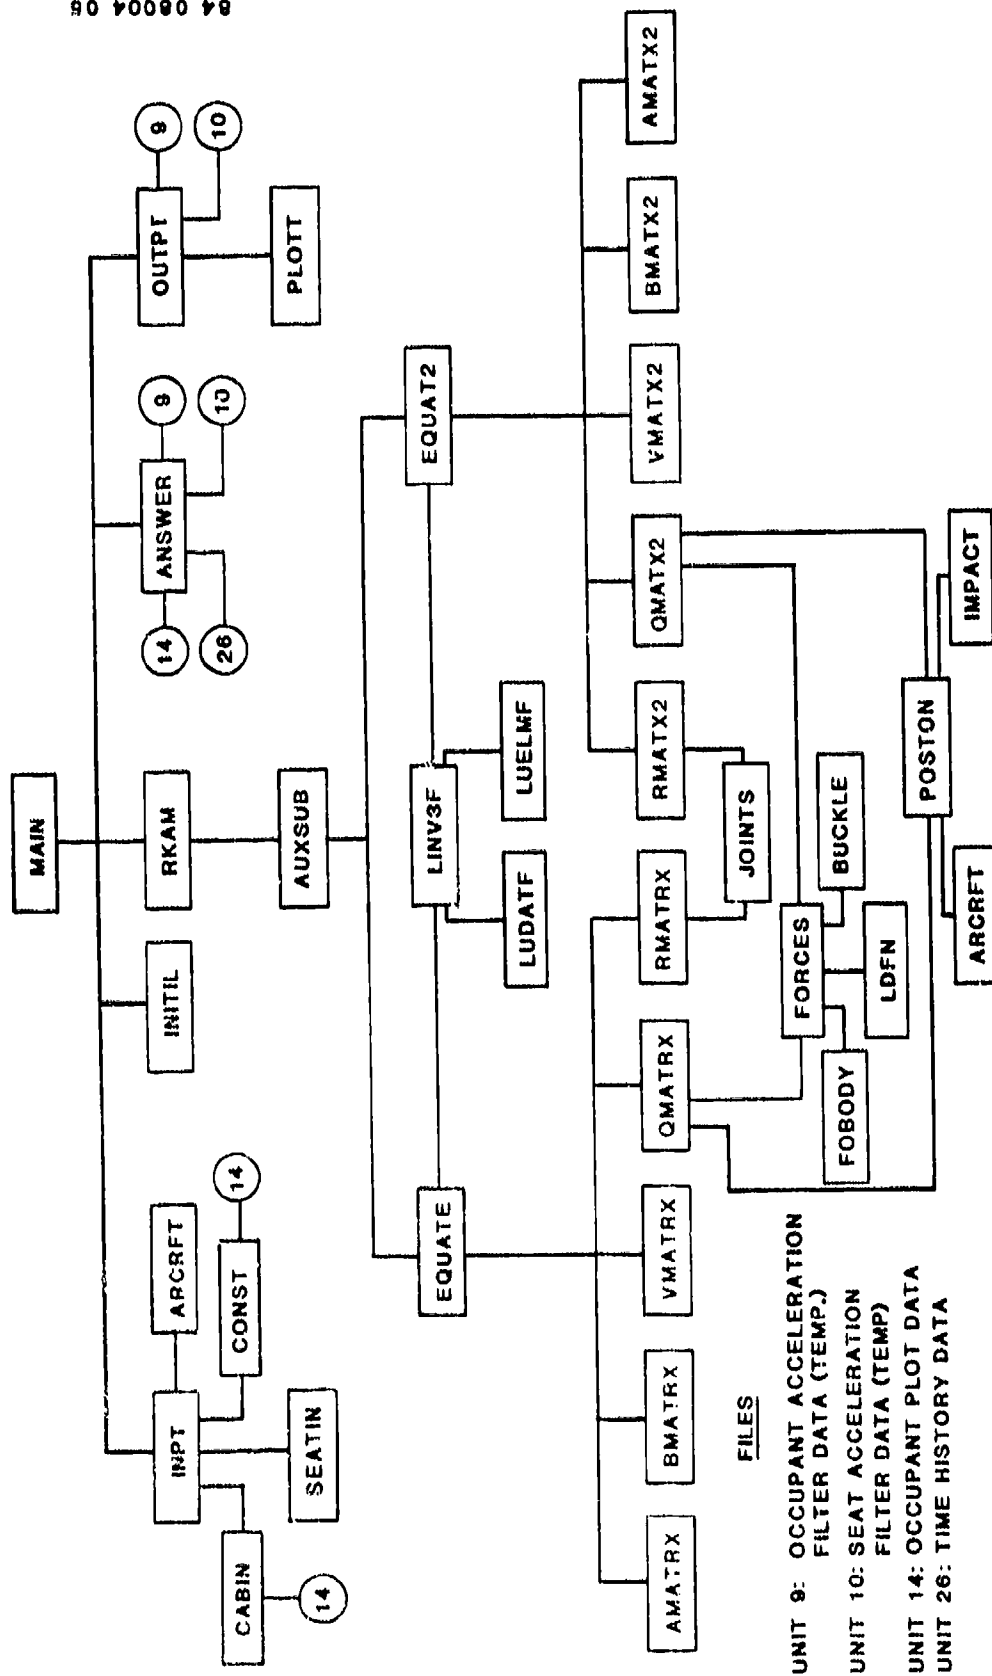 84 08004 05
MAIN
INPT
ARCRFT
CABIN
14
SEATIN
CONST
14
INITIL
RKAM
ANSWER
14
9
26
10
OUTPT
9
10
PLOTT
AUXSUB
EQUATE
LINV3F
EQUAT2
LUDATF
LUELMF
AMATRX
BMATRX
VMATRX
QMATRX
RMATRX
RMATX2
QMATX2
VMATX2
BMATX2
AMATX2
JOINTS
FORCES
FOBODY
LDFN
BUCKLE
POSTON
ARCRFT
IMPACT
FILES
UNIT 9: OCCUPANT ACCELERATION
FILTER DATA (TEMP.)
UNIT 10: SEAT ACCELERATION
FILTER DATA (TEMP)
UNIT 14: OCCUPANT PLOT DATA
UNIT 26: TIME HISTORY DATA